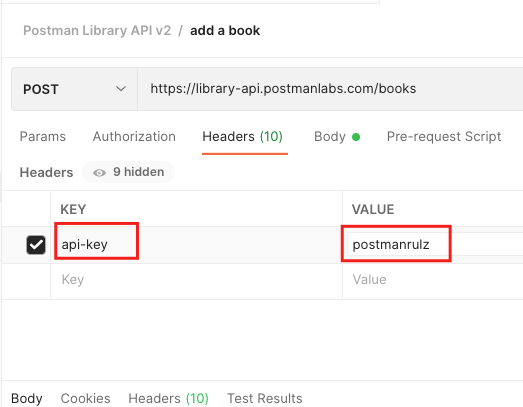 Postman Library API v2 / add a book
POST https://library-api.postmanlabs.com/books
Params Authorization Headers (10) Body Pre-request Script
Headers 9 hidden
KEY VALUE
api-key postmanrulz
Key Value
Body Cookies Headers (10) Test Results